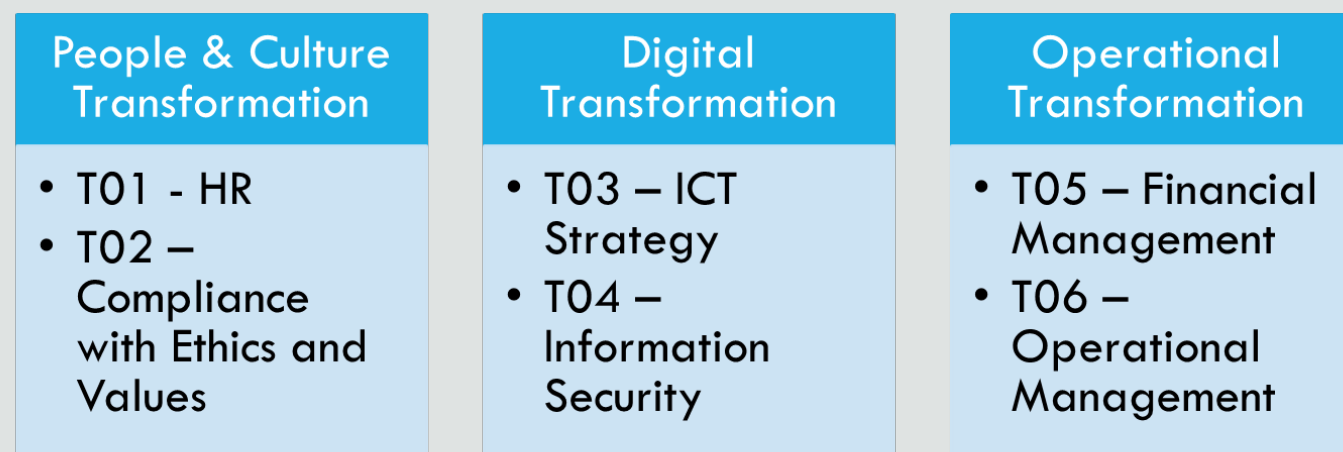 People & Culture
Transformation
• T01 - HR
• T02 –
Compliance
with Ethics and
Values
Digital
Transformation
• T03 – ICT
Strategy
• T04 –
Information
Security
Operational
Transformation
• T05 – Financial
Management
• T06 –
Operational
Management